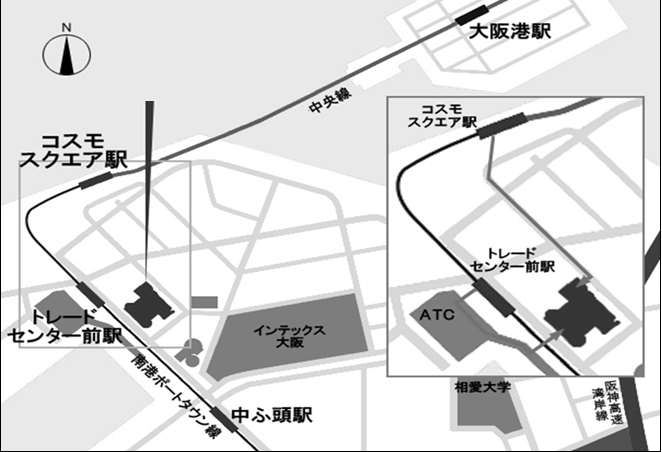 N
大阪港駅
中央線
コスモ
スクエア駅
コスモ
スクエア駅
トレード
センター前駅
ATC
トレード
センター前駅
インテックス
大阪
南港ポートタウン線
中ふ頭駅
相愛大学
阪神高速
湾岸線